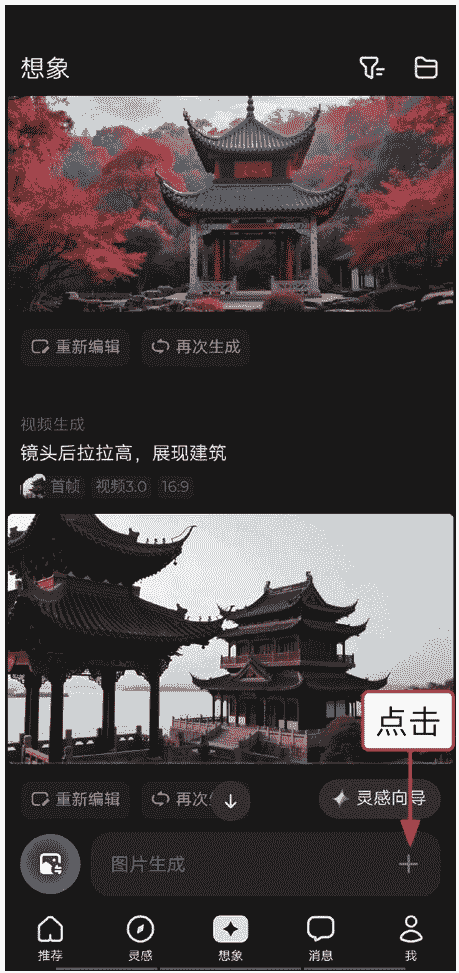 想象
重新编辑 再次生成
视频生成
镜头后拉拉高，展现建筑
首帧 视频3.0 16:9
点击
重新编辑 再次 灵感向导
图片生成
推荐 灵感 想象 消息 我